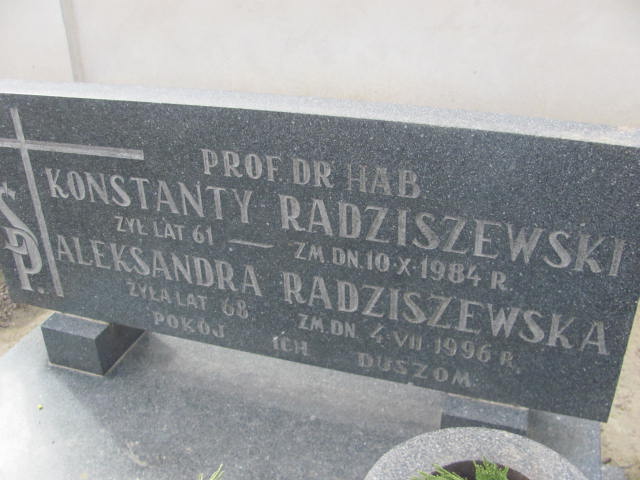 Ś.P.
PROF. DR HAB
KONSTANTY RADZISZEWSKI
ŻYŁ LAT 61 — ZM. DN. 10·X·1984 R.
ALEKSANDRA RADZISZEWSKA
ŻYŁA LAT 68 ZM. DN. 4·VII·1996 R.
POKÓJ ICH DUSZOM